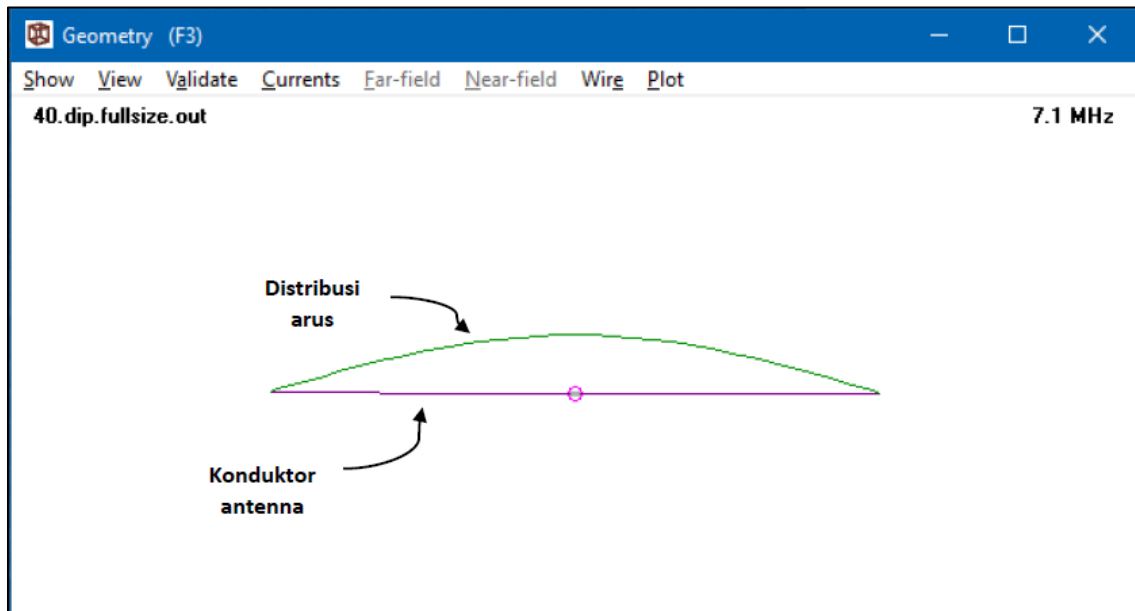 Geometry (F3)
Show View Validate Currents Far-field Near-field Wire Plot
40.dip.fullsize.out 7.1 MHz
Distribusi
arus
Konduktor
antenna